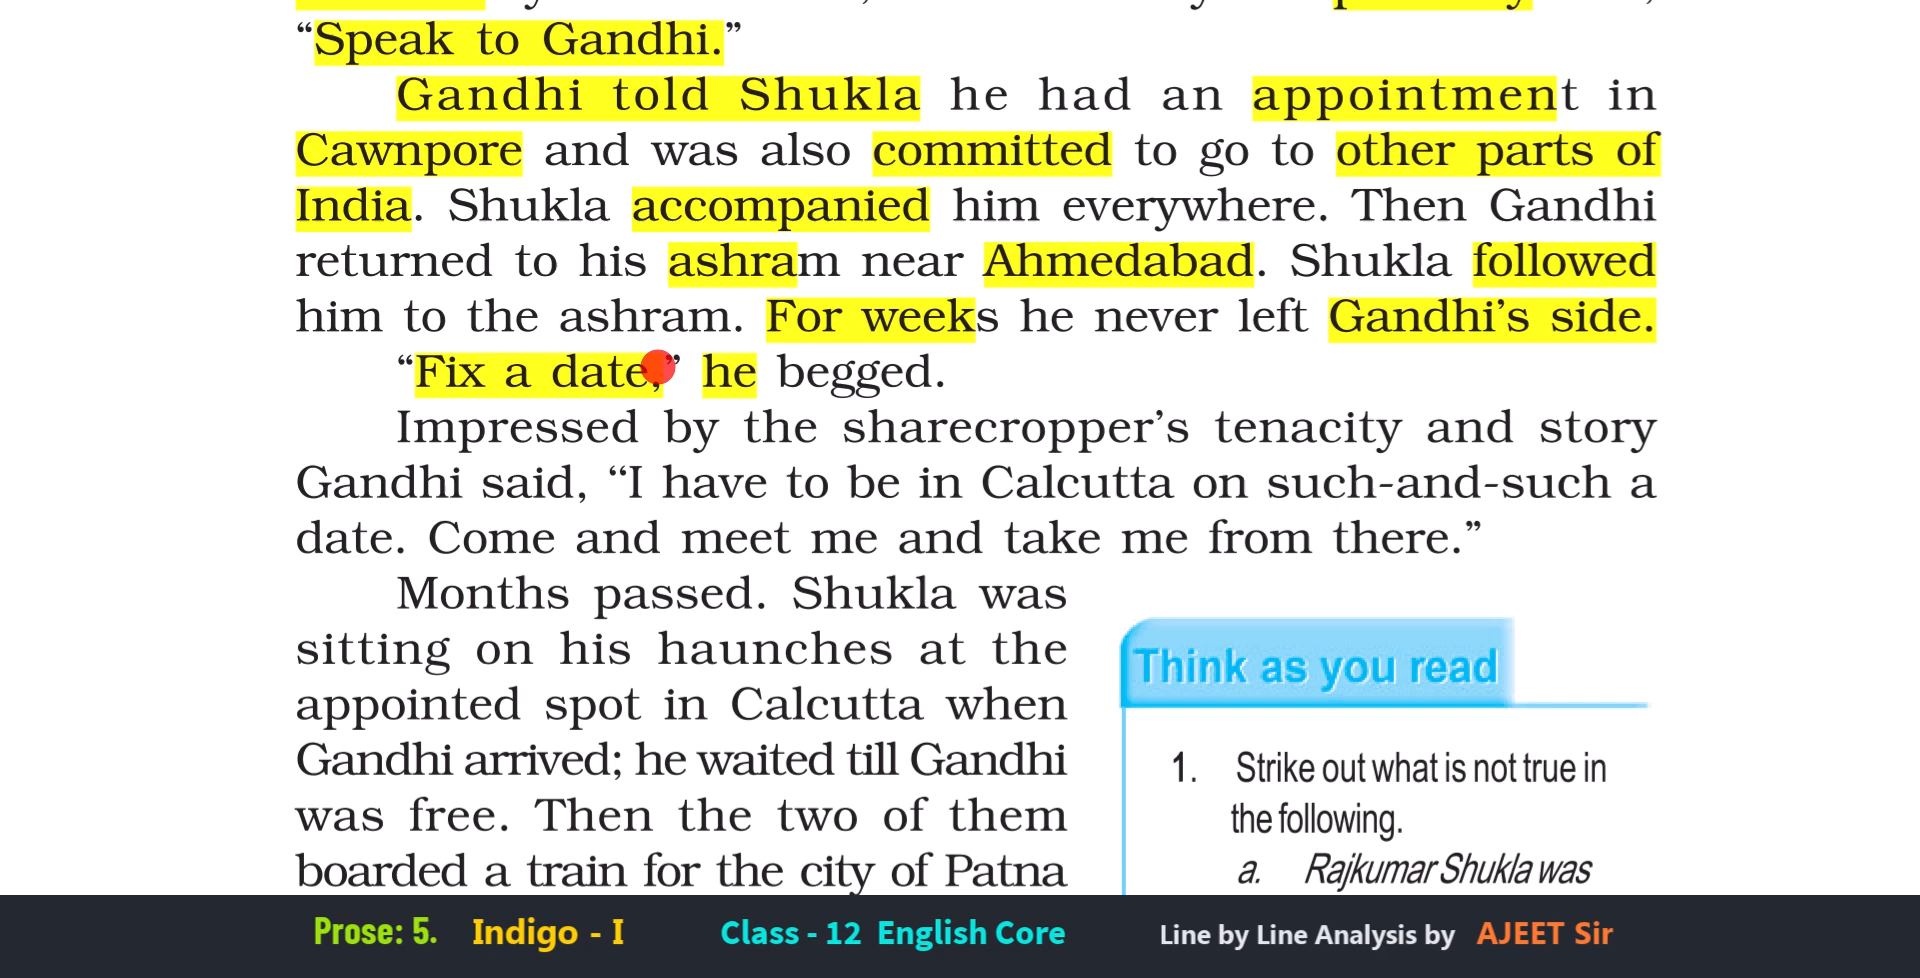 “Speak to Gandhi.”
Gandhi told Shukla he had an appointment in
Cawnpore and was also committed to go to other parts of
India. Shukla accompanied him everywhere. Then Gandhi
returned to his ashram near Ahmedabad. Shukla followed
him to the ashram. For weeks he never left Gandhi’s side.
“Fix a date,” he begged.
Impressed by the sharecropper’s tenacity and story
Gandhi said, “I have to be in Calcutta on such-and-such a
date. Come and meet me and take me from there.”
Months passed. Shukla was
sitting on his haunches at the
appointed spot in Calcutta when
Gandhi arrived; he waited till Gandhi
was free. Then the two of them
boarded a train for the city of Patna
Think as you read
1. Strike out what is not true in
the following.
a. Rajkumar Shukla was
Prose: 5. Indigo - I Class - 12 English Core Line by Line Analysis by AJEET Sir